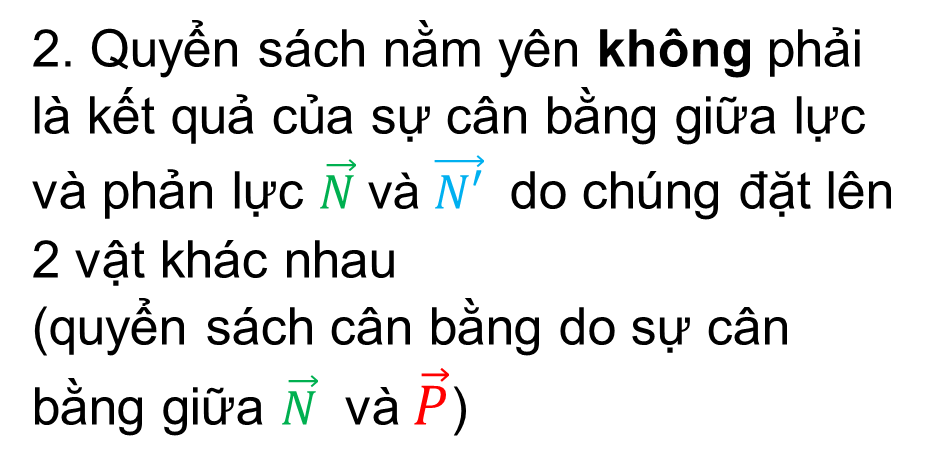 2. Quyển sách nằm yên không phải
là kết quả của sự cân bằng giữa lực
và phản lực \vec{N} và \overrightarrow{N'} do chúng đặt lên
2 vật khác nhau
(quyển sách cân bằng do sự cân
bằng giữa \vec{N} và \vec{P})